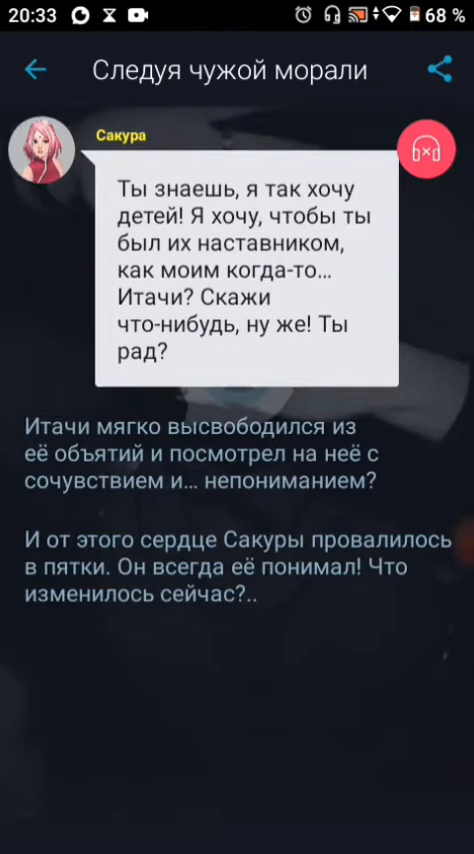 20:33
68 %
Следуя чужой морали
Сакура
Ты знаешь, я так хочу
детей! Я хочу, чтобы ты
был их наставником,
как моим когда-то...
Итачи? Скажи
что-нибудь, ну же! Ты
рад?
Итачи мягко высвободился из
её объятий и посмотрел на неё с
сочувствием и... непониманием?
И от этого сердце Сакуры провалилось
в пятки. Он всегда её понимал! Что
изменилось сейчас?..